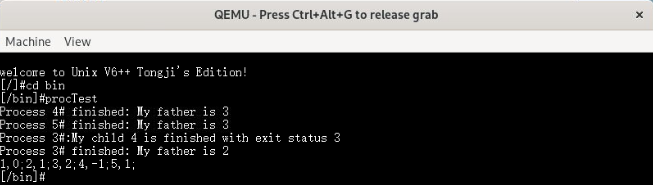 QEMU - Press Ctrl+Alt+G to release grab
×
Machine View
welcome to Unix V6++ Tongji's Edition!
[/]#cd bin
[/bin]#procTest
Process 4# finished: My father is 3
Process 5# finished: My father is 3
Process 3#:My child 4 is finished with exit status 3
Process 3# finished: My father is 2
1,0;2,1;3,2;4,-1;5,1;
[/bin]#